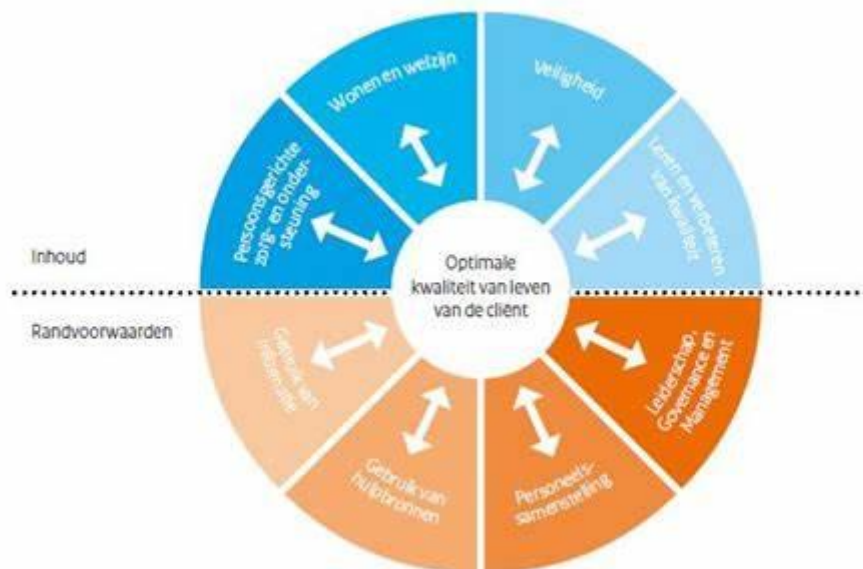 Wonen en welzijn
Veiligheid
Persoonsgerichte
zorg- en onder-
steuning
Leren en verbeteren
van kwaliteit
Inhoud
Optimale
kwaliteit van leven
van de cliënt
Randvoorwaarden
Gebruik van
informatie
Leiderschap,
Governance en
Management
Gebruik van
hulpbronnen
Personeels-
samenstelling